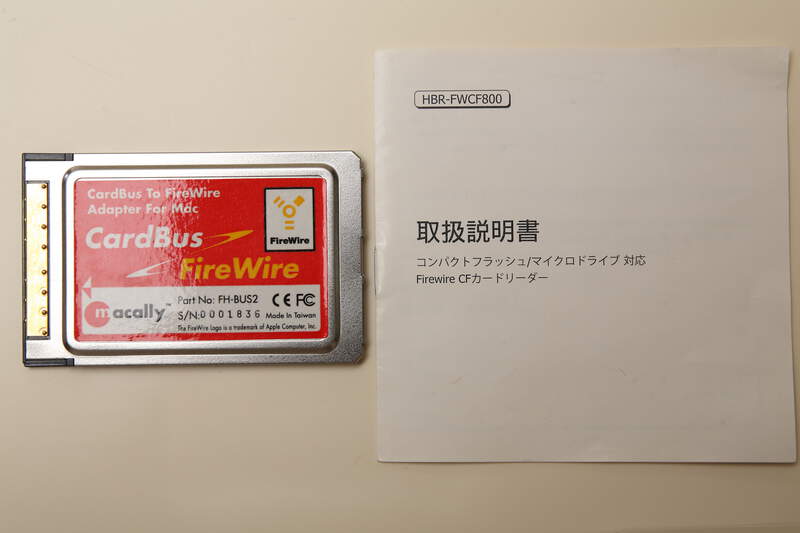 CardBus To FireWire
Adapter For Mac
CardBus
FireWire
FireWire
macally™
Part No: FH-BUS2
CE FC
S/N:0001836 Made In Taiwan
The FireWire Logo is a trademark of Apple Computer, Inc.
HBR-FWCF800
取扱説明書
コンパクトフラッシュ/マイクロドライブ 対応
Firewire CFカードリーダー